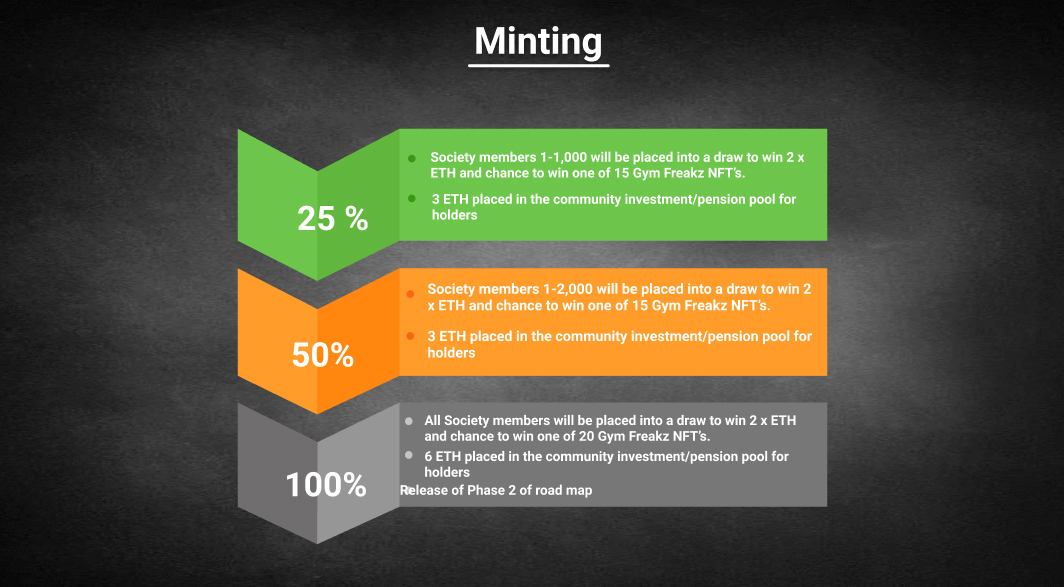 Minting
Society members 1-1,000 will be placed into a draw to win 2 x
ETH and chance to win one of 15 Gym Freakz NFT's.
25 %
3 ETH placed in the community investment/pension pool for
holders
Society members 1-2,000 will be placed into a draw to win 2
x ETH and chance to win one of 15 Gym Freakz NFT's.
50%
3 ETH placed in the community investment/pension pool for
holders
All Society members will be placed into a draw to win 2 x ETH
and chance to win one of 20 Gym Freakz NFT's.
100%
6 ETH placed in the community investment/pension pool for
holders
Release of Phase 2 of road map